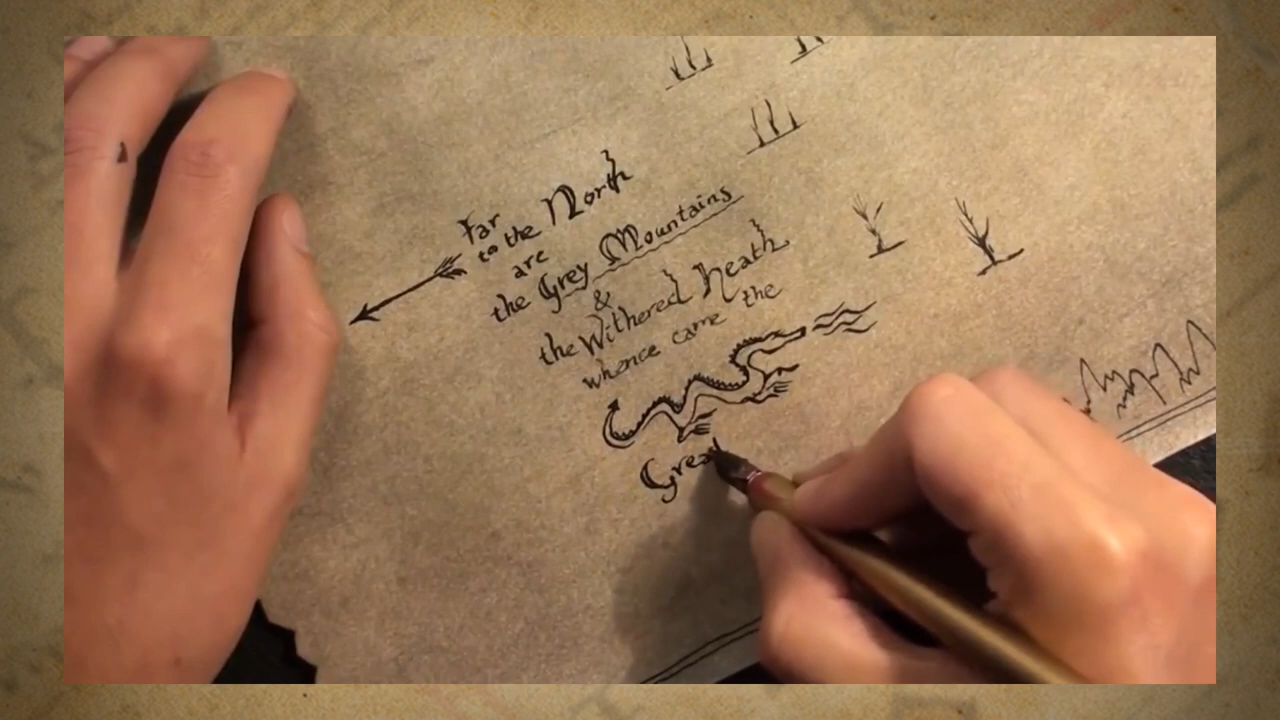 Far
to the North
are
the Grey Mountains
&
the Withered Heath
whence came the
Grea